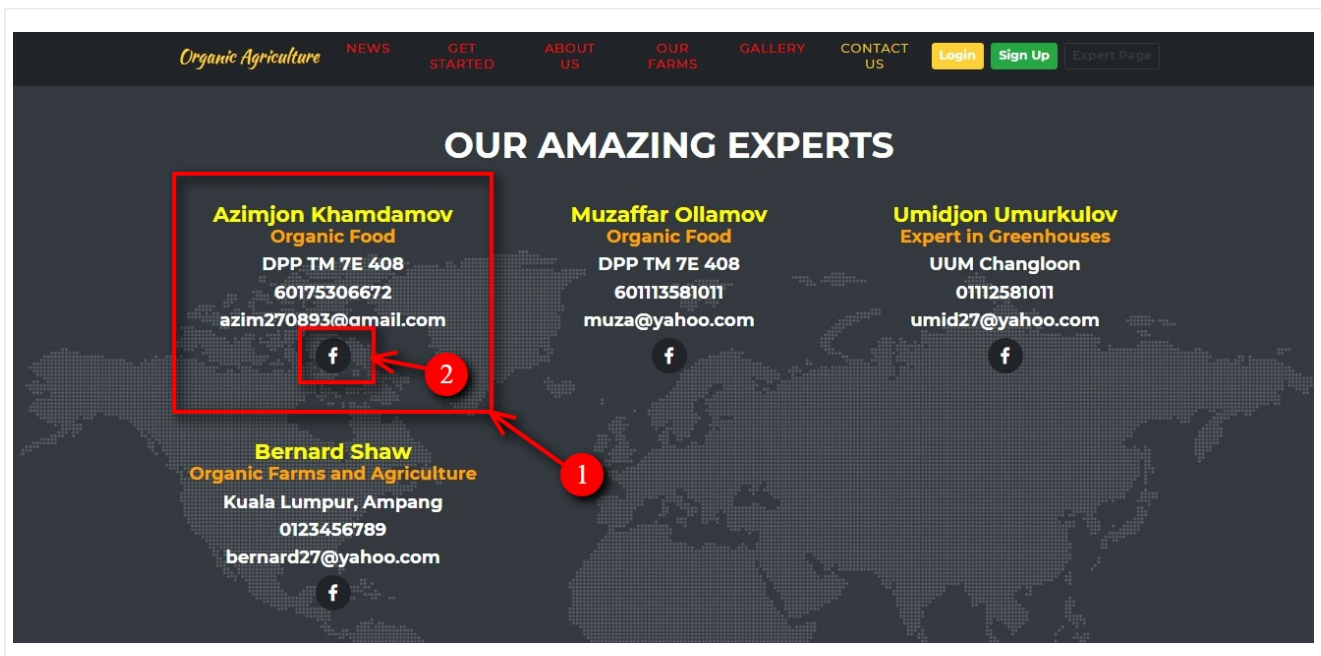 Organic Agriculture
NEWS
GET
STARTED
ABOUT
US
OUR
FARMS
GALLERY
CONTACT
US
Login
Sign Up
Expert Page
OUR AMAZING EXPERTS
Azimjon Khamdamov
Organic Food
DPP TM 7E 408
60175306672
azim270893@gmail.com
f
2
Muzaffar Ollamov
Organic Food
DPP TM 7E 408
601113581011
muza@yahoo.com
f
Umidjon Umurkulov
Expert in Greenhouses
UUM Changloon
01112581011
umid27@yahoo.com
f
1
Bernard Shaw
Organic Farms and Agriculture
Kuala Lumpur, Ampang
0123456789
bernard27@yahoo.com
f